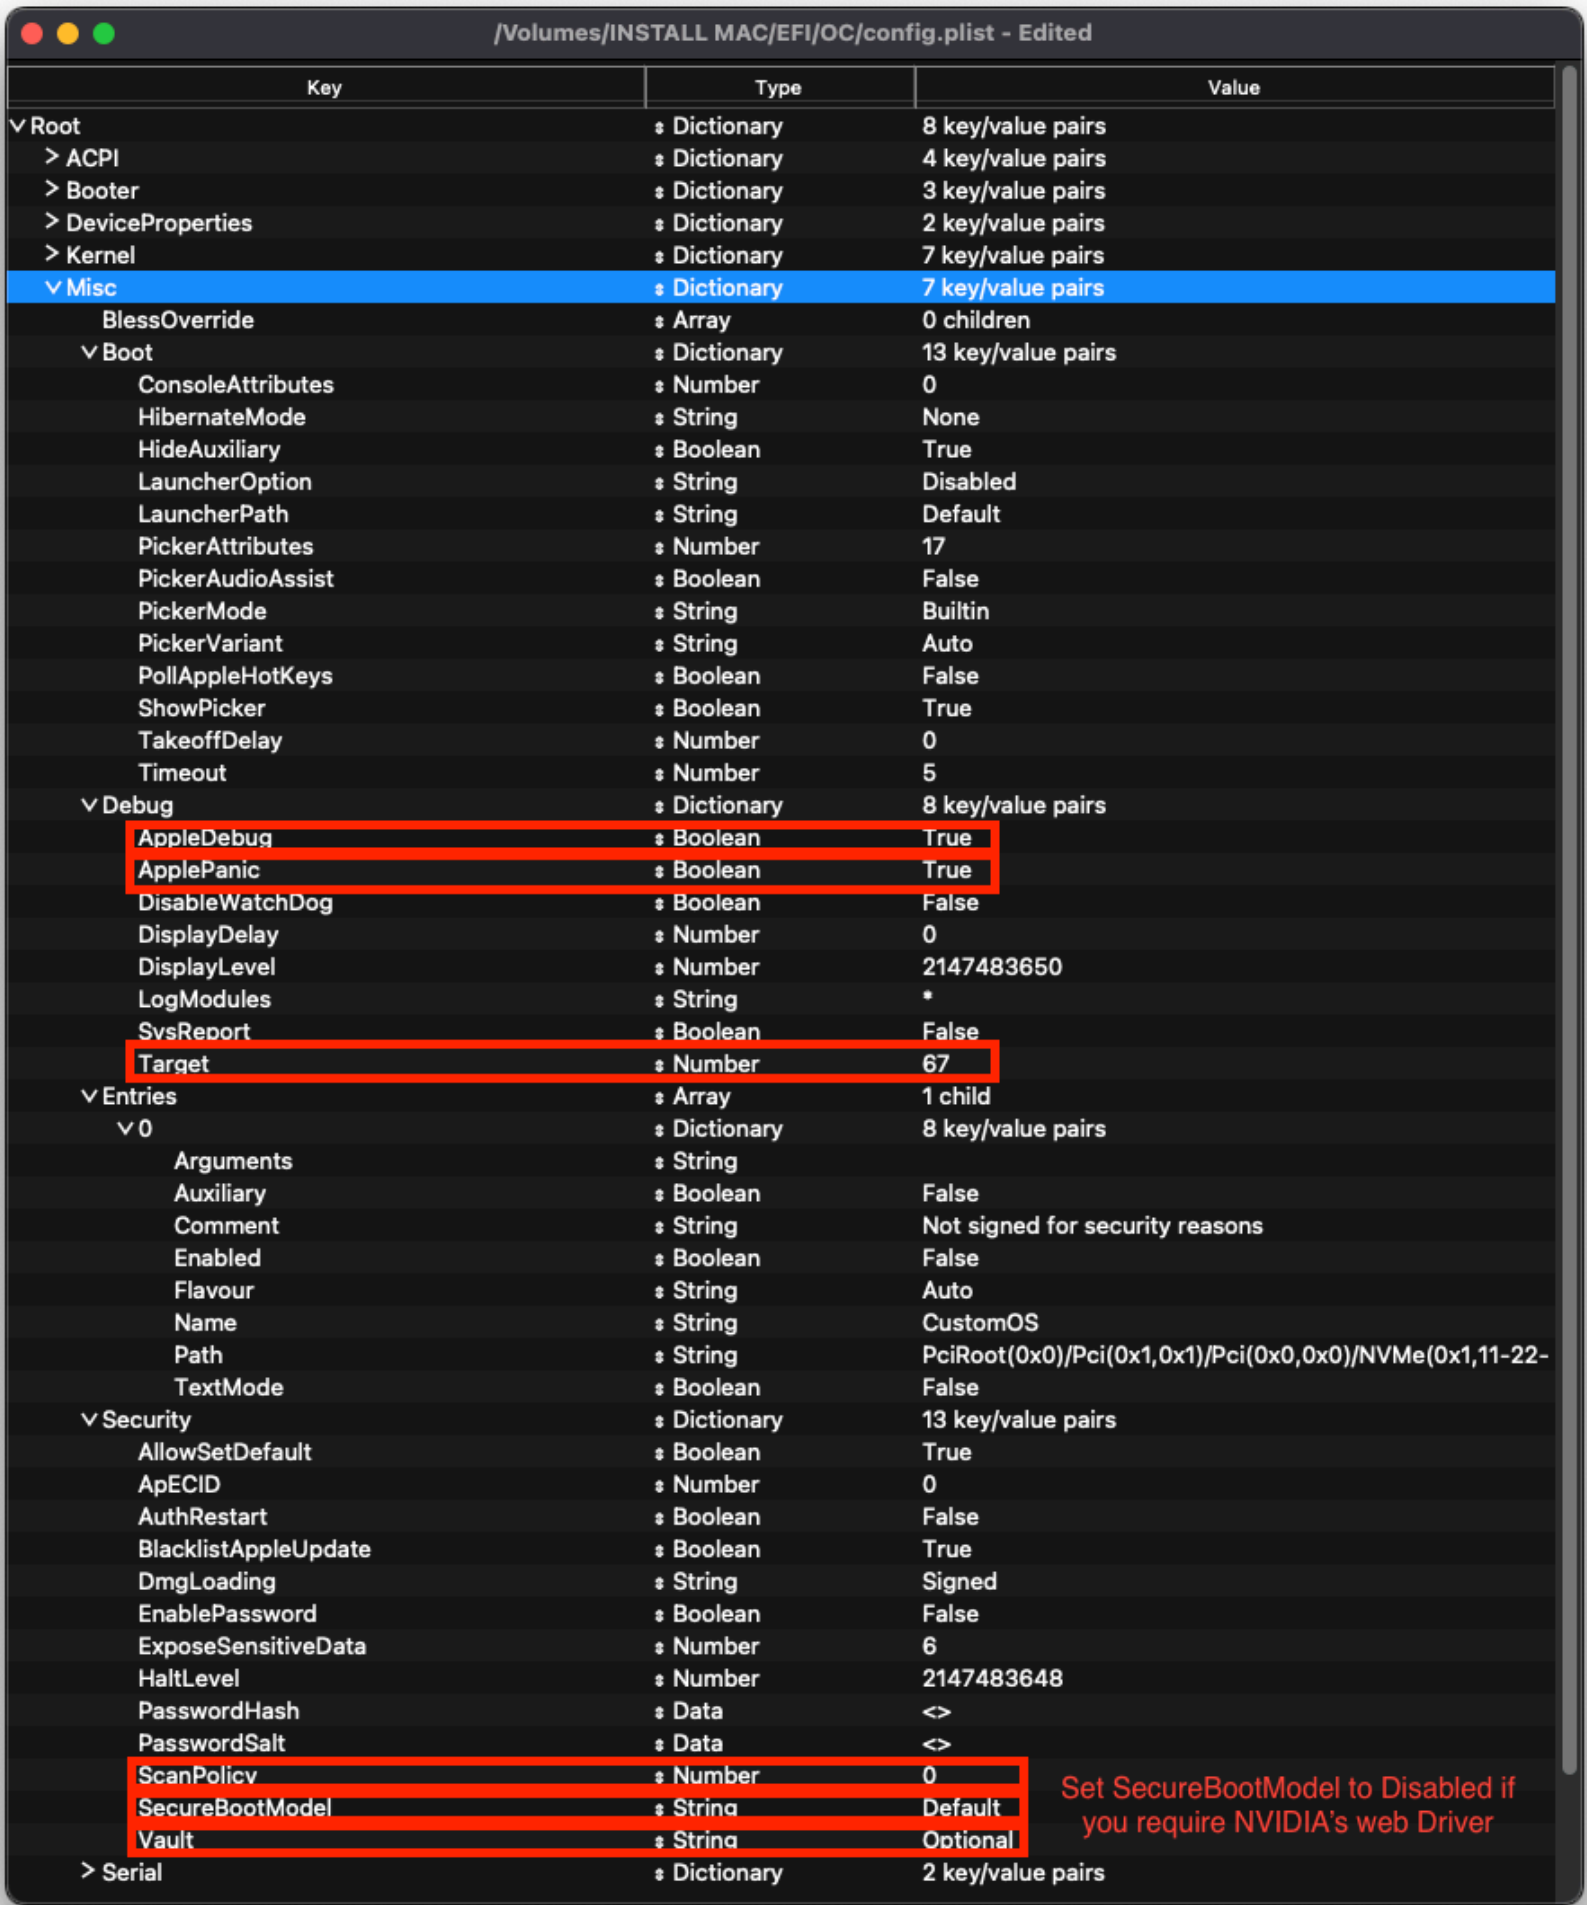 /Volumes/INSTALL MAC/EFI/OC/config.plist - Edited
Key Type Value
Root Dictionary 8 key/value pairs
ACPI Dictionary 4 key/value pairs
Booter Dictionary 3 key/value pairs
DeviceProperties Dictionary 2 key/value pairs
Kernel Dictionary 7 key/value pairs
Misc Dictionary 7 key/value pairs
BlessOverride Array 0 children
Boot Dictionary 13 key/value pairs
ConsoleAttributes Number 0
HibernateMode String None
HideAuxiliary Boolean True
LauncherOption String Disabled
LauncherPath String Default
PickerAttributes Number 17
PickerAudioAssist Boolean False
PickerMode String Builtin
PickerVariant String Auto
PollAppleHotKeys Boolean False
ShowPicker Boolean True
TakeoffDelay Number 0
Timeout Number 5
Debug Dictionary 8 key/value pairs
AppleDebug Boolean True
ApplePanic Boolean True
DisableWatchDog Boolean False
DisplayDelay Number 0
DisplayLevel Number 2147483650
LogModules String *
SysReport Boolean False
Target Number 67
Entries Array 1 child
0 Dictionary 8 key/value pairs
Arguments String
Auxiliary Boolean False
Comment String Not signed for security reasons
Enabled Boolean False
Flavour String Auto
Name String CustomOS
Path String PciRoot(0x0)/Pci(0x1,0x1)/Pci(0x0,0x0)/NVMe(0x1,11-22-
TextMode Boolean False
Security Dictionary 13 key/value pairs
AllowSetDefault Boolean True
ApECID Number 0
AuthRestart Boolean False
BlacklistAppleUpdate Boolean True
DmgLoading String Signed
EnablePassword Boolean False
ExposeSensitiveData Number 6
HaltLevel Number 2147483648
PasswordHash Data <>
PasswordSalt Data <>
ScanPolicy Number 0
SecureBootModel String Default
Vault String Optional
Set SecureBootModel to Disabled if
you require NVIDIA's web Driver
Serial Dictionary 2 key/value pairs